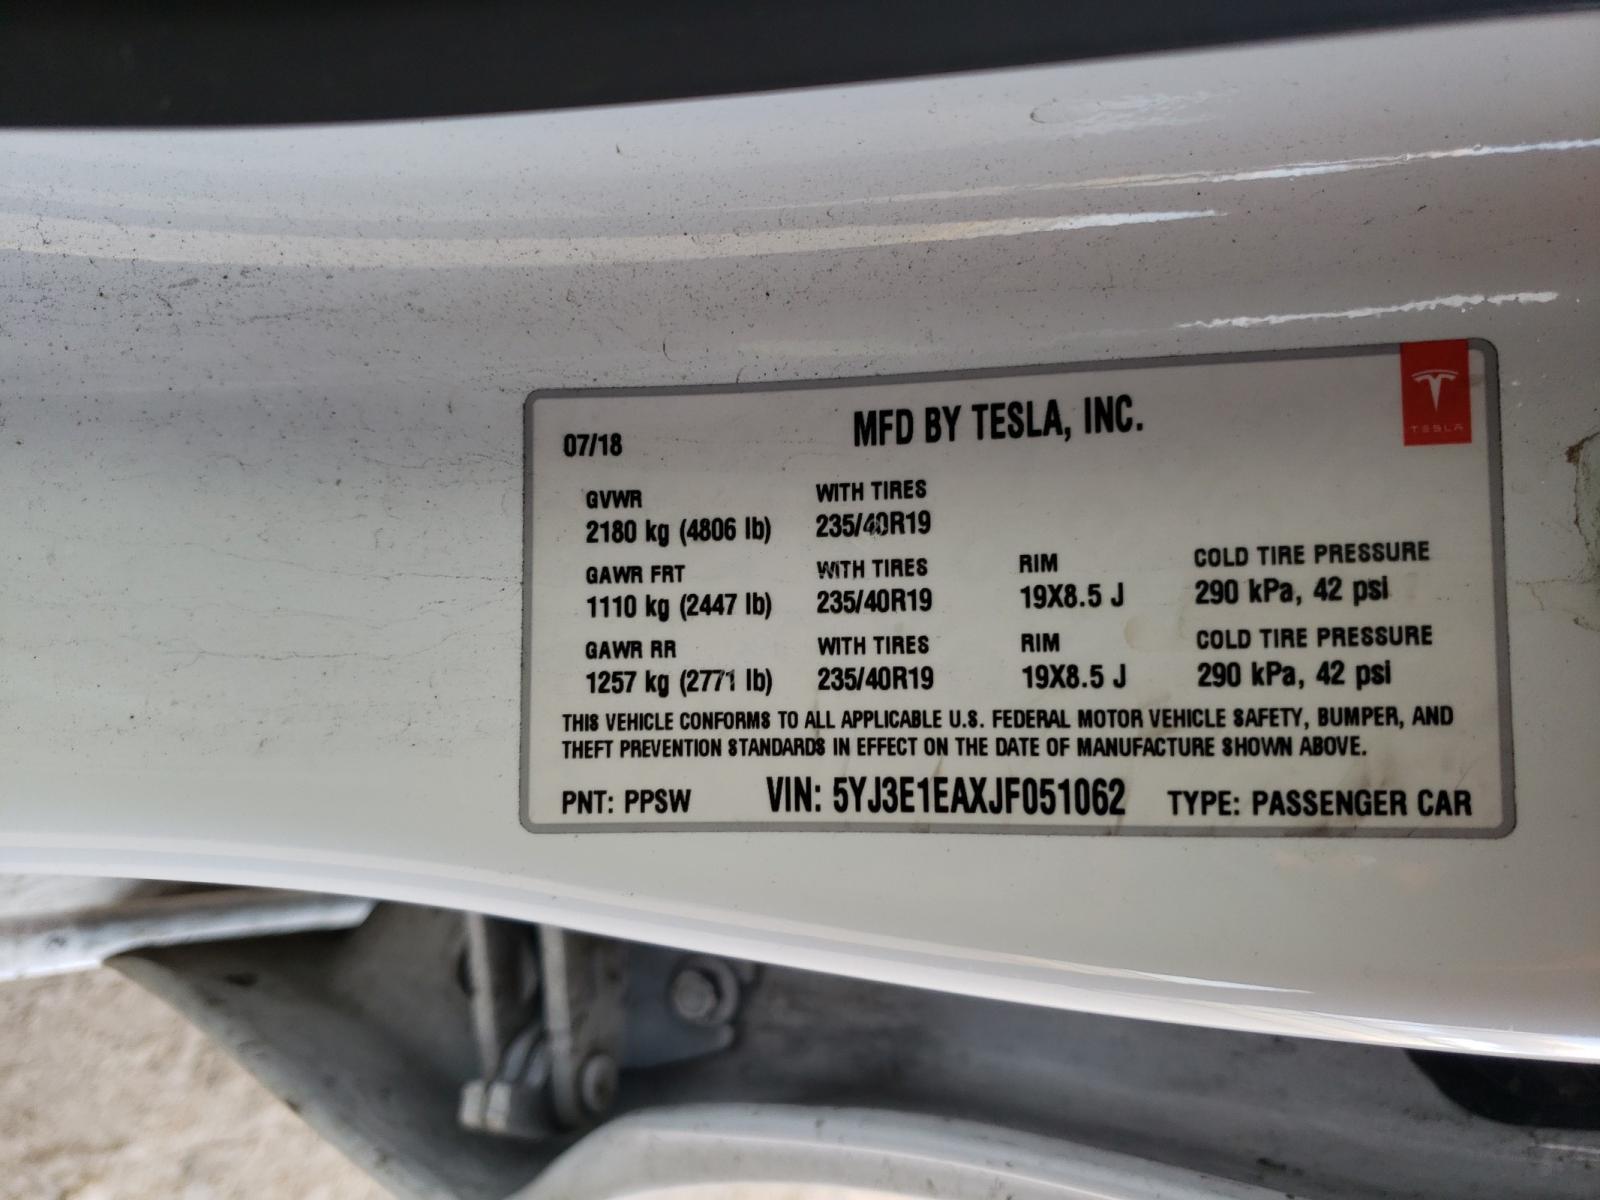 MFD BY TESLA, INC.
TESLA
07/18
GVWR WITH TIRES
2180 kg (4806 lb) 235/40R19
GAWR FRT WITH TIRES RIM COLD TIRE PRESSURE
1110 kg (2447 lb) 235/40R19 19X8.5 J 290 kPa, 42 psi
GAWR RR WITH TIRES RIM COLD TIRE PRESSURE
1257 kg (2771 lb) 235/40R19 19X8.5 J 290 kPa, 42 psi
THIS VEHICLE CONFORMS TO ALL APPLICABLE U.S. FEDERAL MOTOR VEHICLE SAFETY, BUMPER, AND
THEFT PREVENTION STANDARDS IN EFFECT ON THE DATE OF MANUFACTURE SHOWN ABOVE.
PNT: PPSW VIN: 5YJ3E1EAXJF051062 TYPE: PASSENGER CAR